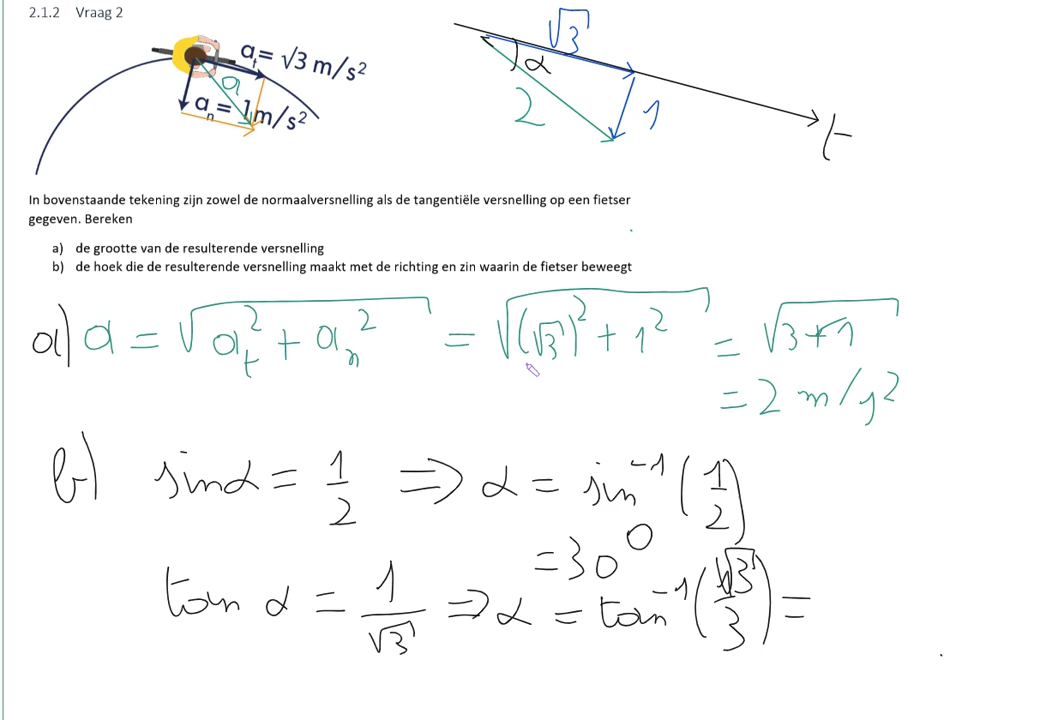 2.1.2 Vraag 2
a_t = √3 m/s²
a
a_n = 1 m/s²
√3
α
2
1
t
In bovenstaande tekening zijn zowel de normaalversnelling als de tangentiële versnelling op een fietser
gegeven. Bereken
a) de grootte van de resulterende versnelling
b) de hoek die de resulterende versnelling maakt met de richting en zin waarin de fietser beweegt
a) a = √(a_t² + a_n²) = √((√3)² + 1²) = √(3+1)
= 2 m/s²
b) sin α = 1/2 ⇒ α = sin⁻¹(1/2)
= 30°
tan α = 1/√3 ⇒ α = tan⁻¹(√3/3) =